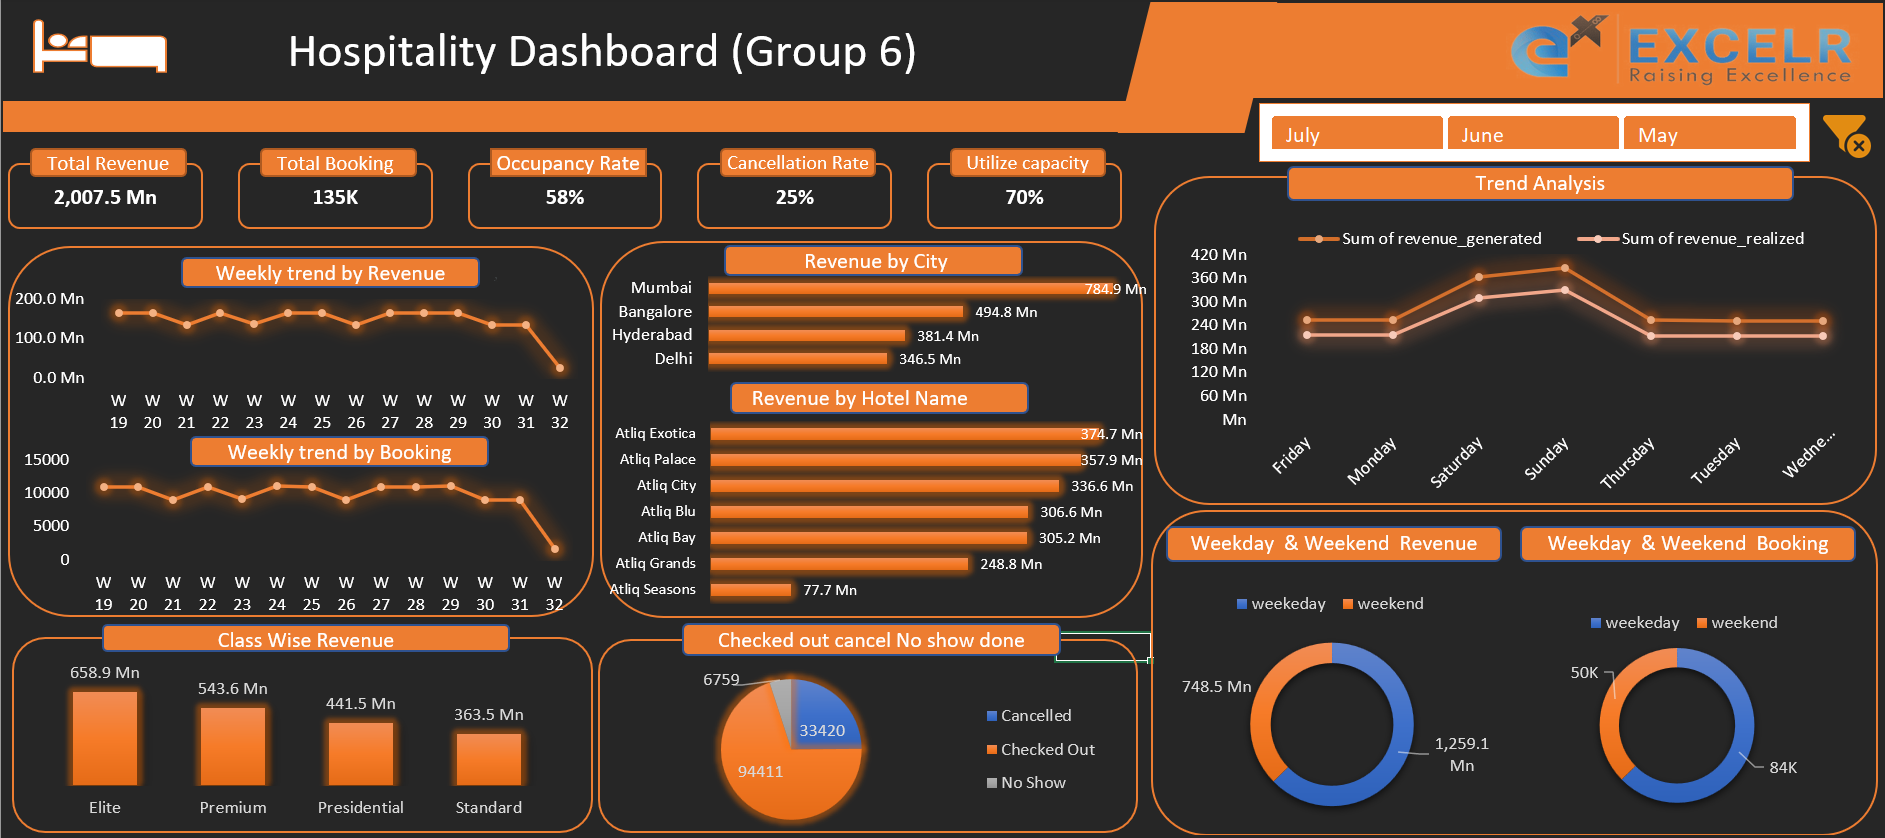 Hospitality Dashboard (Group 6)
EXCELR
Raising Excellence
July
June
May
Total Revenue
2,007.5 Mn
Total Booking
135K
Occupancy Rate
58%
Cancellation Rate
25%
Utilize capacity
70%
Weekly trend by Revenue
200.0 Mn
100.0 Mn
0.0 Mn
W W W W W W W W W W W W W W
19 20 21 22 23 24 25 26 27 28 29 30 31 32
Weekly trend by Booking
15000
10000
5000
0
W W W W W W W W W W W W W W
19 20 21 22 23 24 25 26 27 28 29 30 31 32
Revenue by City
Mumbai 784.9 Mn
Bangalore 494.8 Mn
Hyderabad 381.4 Mn
Delhi 346.5 Mn
Revenue by Hotel Name
Atliq Exotica 374.7 Mn
Atliq Palace 357.9 Mn
Atliq City 336.6 Mn
Atliq Blu 306.6 Mn
Atliq Bay 305.2 Mn
Atliq Grands 248.8 Mn
Atliq Seasons 77.7 Mn
Trend Analysis
Sum of revenue_generated Sum of revenue_realized
420 Mn
360 Mn
300 Mn
240 Mn
180 Mn
120 Mn
60 Mn
Mn
Friday Monday Saturday Sunday Thursday Tuesday Wedne...
Class Wise Revenue
658.9 Mn
543.6 Mn
441.5 Mn
363.5 Mn
Elite Premium Presidential Standard
Checked out cancel No show done
6759
33420
94411
Cancelled
Checked Out
No Show
Weekday & Weekend Revenue
weekeday weekend
748.5 Mn
1,259.1
Mn
Weekday & Weekend Booking
weekeday weekend
50K
84K